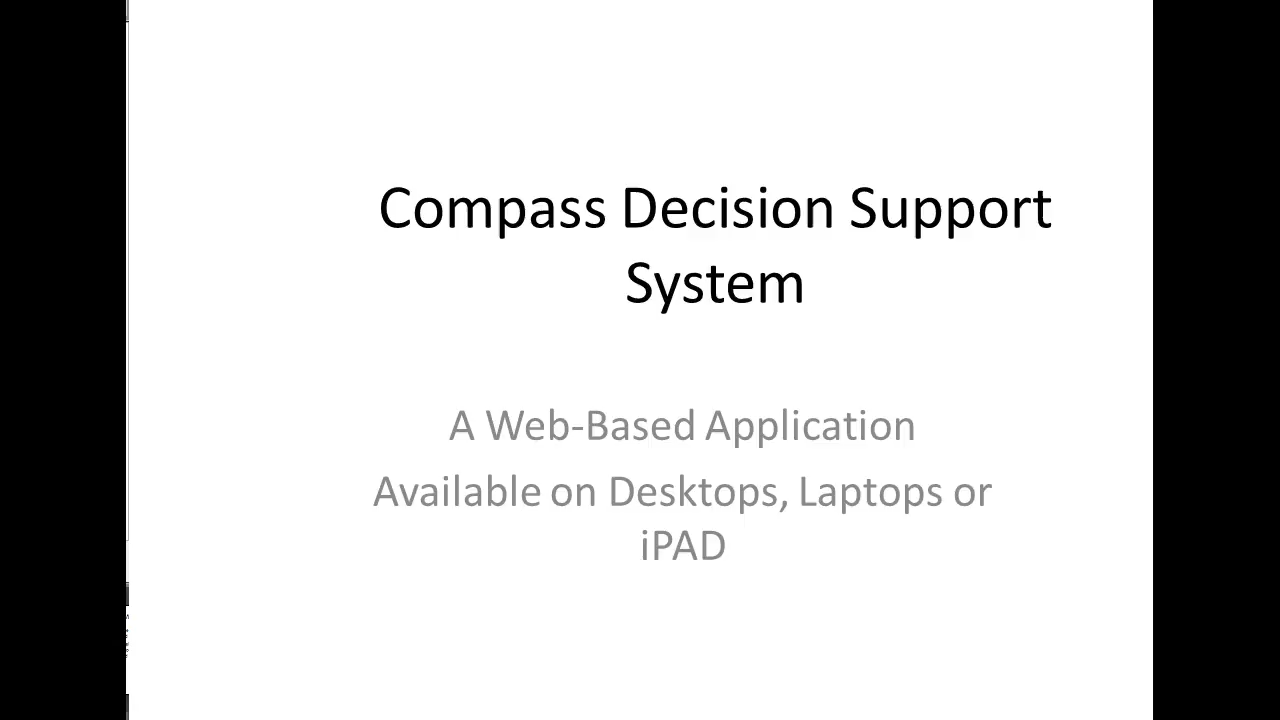 Compass Decision Support
System
A Web-Based Application
Available on Desktops, Laptops or
iPAD